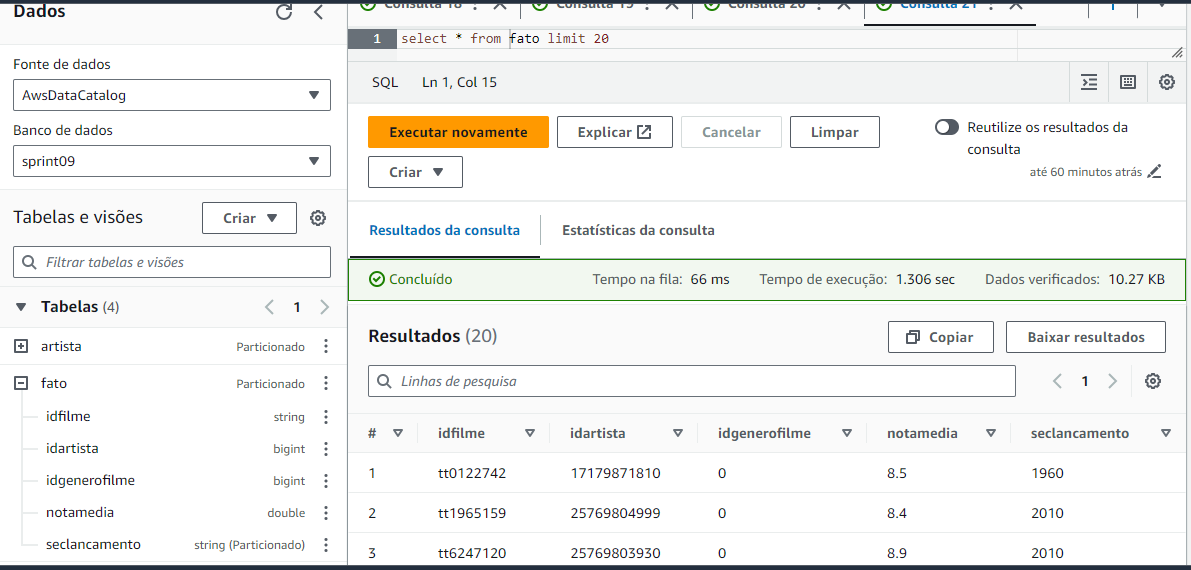 Dados
Consulta 18
Consulta 19
Consulta 20
Consulta 21
1 select * from fato limit 20
SQL Ln 1, Col 15
Fonte de dados
AwsDataCatalog
Banco de dados
sprint09
Executar novamente
Explicar
Cancelar
Limpar
Criar
Reutilize os resultados da
consulta
até 60 minutos atrás
Tabelas e visões
Criar
Filtrar tabelas e visões
Tabelas (4) 1
artista Particionado
fato Particionado
idfilme string
idartista bigint
idgenerofilme bigint
notamedia double
seclancamento string (Particionado)
Resultados da consulta
Estatísticas da consulta
Concluído Tempo na fila: 66 ms Tempo de execução: 1.306 sec Dados verificados: 10.27 KB
Resultados (20)
Copiar
Baixar resultados
Linhas de pesquisa
1
# idfilme idartista idgenerofilme notamedia seclancamento
1 tt0122742 17179871810 0 8.5 1960
2 tt1965159 25769804999 0 8.4 2010
3 tt6247120 25769803930 0 8.9 2010